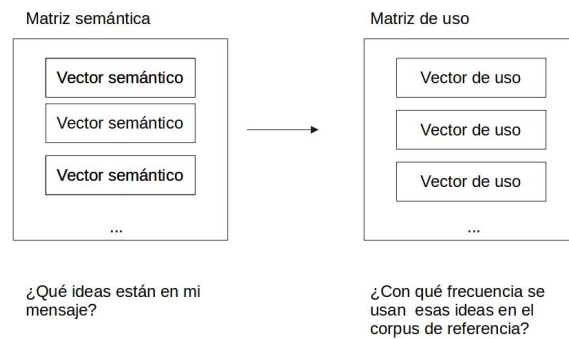 Matriz semántica
Vector semántico
Vector semántico
Vector semántico
...
¿Qué ideas están en mi
mensaje?
Matriz de uso
Vector de uso
Vector de uso
Vector de uso
...
¿Con qué frecuencia se
usan esas ideas en el
corpus de referencia?